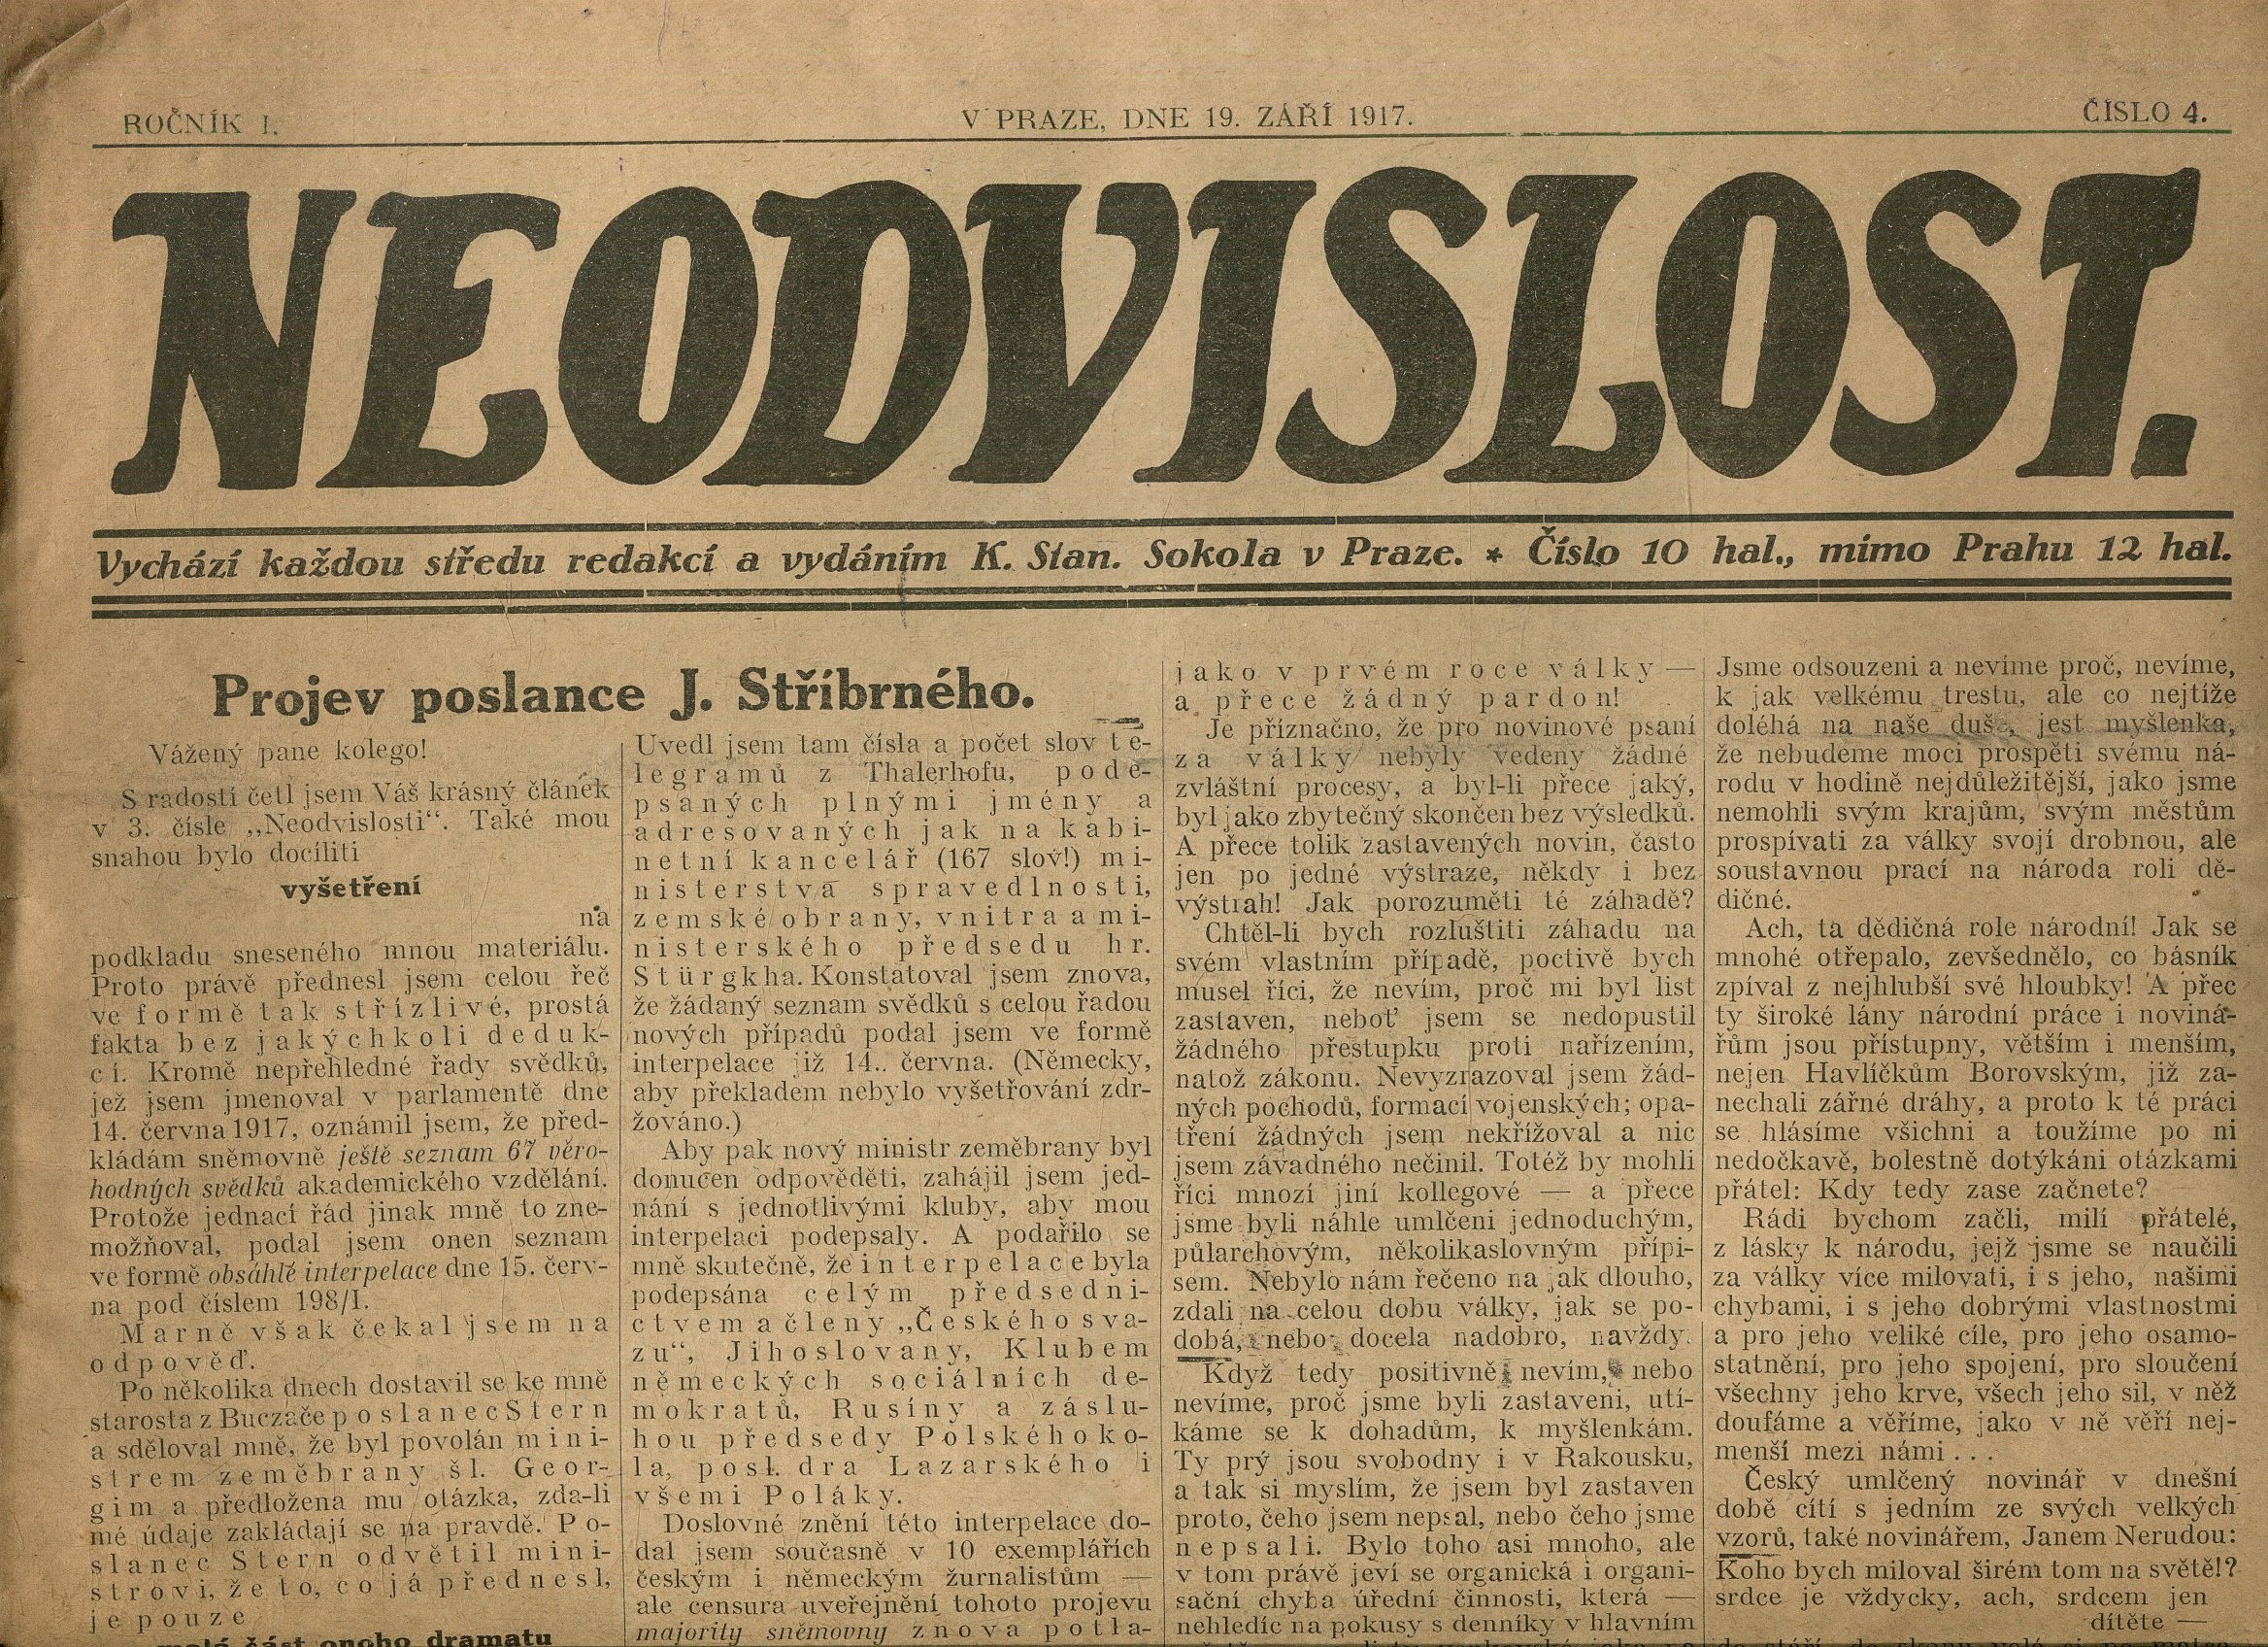 ROČNÍK I.
V PRAZE, DNE 19. ZÁŘÍ 1917.
ČÍSLO 4.
NEODVISLOST.
Vychází každou středu redakcí a vydáním K. Stan. Sokola v Praze. * Číslo 10 hal., mimo Prahu 12 hal.
Projev poslance J. Stříbrného.
Vážený pane kolego!
S radostí četl jsem Váš krásný článek
v 3. čísle „Neodvislosti“. Také mou
snahou bylo docíliti
vyšetření
na
podkladu sneseného mnou materiálu.
Proto právě přednesl jsem celou řeč
ve formě tak střízlivé, prostá
fakta bez jakýchkoli deduk-
cí. Kromě nepřehledné řady svědků,
jež jsem jmenoval v parlamentě dne
14. června 1917, oznámil jsem, že před-
kládám sněmovně ještě seznam 67 věro-
hodných svědků akademického vzdělání.
Protože jednací řád jinak mně to zne-
možňoval, podal jsem onen seznam
ve formě obsáhlé interpelace dne 15. červ-
na pod číslem 198/I.
Marně však čekal jsem na
odpověď.
Po několika dnech dostavil se ke mně
starosta z Buczače poslanec Stern
a sděloval mně, že byl povolán mini-
strem zeměbrany šl. Geor-
gim a předložena mu otázka, zda-li
mé údaje zakládají se na pravdě. Po-
slanec Stern odvětil mini-
strovi, že to, co já přednesl,
je pouze
malá část onoho dramatu
Uvedl jsem tam čísla a počet slov te-
legramů z Thalerhofu, pode-
psaných plnými jmény a
adresovaných jak na kabi-
netní kancelář (167 slov!) mi-
nisterstva spravedlnosti,
zemské obrany, vnitra a mi-
nisterského předsedu hr.
Stürgkha. Konstatoval jsem znova,
že žádaný seznam svědků s celou řadou
nových případů podal jsem ve formě
interpelace již 14.. června. (Německy,
aby překladem nebylo vyšetřování zdr-
žováno.)
Aby pak nový ministr zeměbrany byl
donucen odpověděti, zahájil jsem jed-
nání s jednotlivými kluby, aby mou
interpelaci podepsaly. A podařilo se
mně skutečně, že interpelace byla
podepsána celým předsedni-
ctvem a členy „Českého sva-
zu“, Jihoslovany, Klubem
německých sociálních de-
mokratů, Rusíny a záslu-
hou předsedy Polského ko-
la, posl. dra Lazarského i
všemi Poláky.
Doslovné znění této interpelace do-
dal jsem současně v 10 exemplářích
českým i německým žurnalistům —
ale censura uveřejnění tohoto projevu
majority sněmovny znova potla-
jako v prvém roce války —
a přece žádný pardon!
Je příznačno, že pro novinové psaní
za války nebyly vedeny žádné
zvláštní procesy, a byl-li přece jaký,
byl jako zbytečný skončen bez výsledků.
A přece tolik zastavených novin, často
jen po jedné výstraze, někdy i bez
výstrah! Jak porozuměti té záhadě?
Chtěl-li bych rozluštiti záhadu na
svém vlastním případě, poctivě bych
musel říci, že nevím, proč mi byl list
zastaven, neboť jsem se nedopustil
žádného přestupku proti nařízením,
natož zákonu. Nevyzrazoval jsem žád-
ných pochodů, formací vojenských; opa-
tření žádných jsem nekřížoval a nic
jsem závadného nečinil. Totéž by mohli
říci mnozí jiní kollegové — a přece
jsme byli náhle umlčeni jednoduchým,
půlarchovým, několikaslovným přípi-
sem. Nebylo nám řečeno na jak dlouho,
zdali na celou dobu války, jak se po-
dobá, nebo docela nadobro, navždy.
Když tedy positivně nevím, nebo
nevíme, proč jsme byli zastaveni, utí-
káme se k dohadům, k myšlenkám.
Ty prý jsou svobodny i v Rakousku,
a tak si myslím, že jsem byl zastaven
proto, čeho jsem nepsal, nebo čeho jsme
nepsali. Bylo toho asi mnoho, ale
v tom právě jeví se organická i organi-
sační chyba úřední činnosti, která —
nehledíc na pokusy s denníky v hlavním
Jsme odsouzeni a nevíme proč, nevíme,
k jak velkému trestu, ale co nejtíže
doléhá na naše duše, jest myšlenka,
že nebudeme moci prospěti svému ná-
rodu v hodině nejdůležitější, jako jsme
nemohli svým krajům, svým městům
prospívati za války svojí drobnou, ale
soustavnou prací na národa roli dě-
dičné.
Ach, ta dědičná role národní! Jak se
mnohé otřepalo, zevšednělo, co básník
zpíval z nejhlubší své hloubky! A přec
ty široké lány národní práce i noviná-
řům jsou přístupny, větším i menším,
nejen Havlíčkům Borovským, již za-
nechali zářné dráhy, a proto k té práci
se hlásíme všichni a toužíme po ni
nedočkavě, bolestně dotýkáni otázkami
přátel: Kdy tedy zase začnete?
Rádi bychom začli, milí přátelé,
z lásky k národu, jejž jsme se naučili
za války více milovati, i s jeho, našimi
chybami, i s jeho dobrými vlastnostmi
a pro jeho veliké cíle, pro jeho osamo-
statnění, pro jeho spojení, pro sloučení
všechny jeho krve, všech jeho sil, v něž
doufáme a věříme, jako v ně věří nej-
menší mezi námi . . .
Český umlčený novinář v dnešní
době cítí s jedním ze svých velkých
vzorů, také novinářem, Janem Nerudou:
Koho bych miloval širém tom na světě!?
srdce je vždycky, ach, srdcem jen
dítěte —